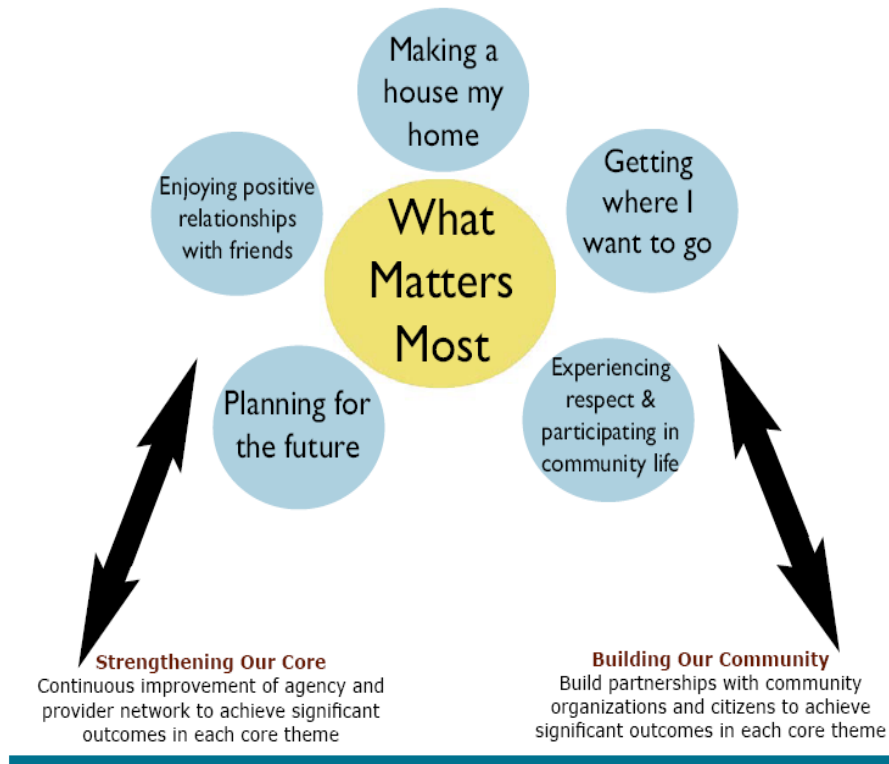 Making a
house my
home
Enjoying positive
relationships
with friends
Getting
where I
want to go
What
Matters
Most
Planning for
the future
Experiencing
respect &
participating in
community life
Strengthening Our Core
Continuous improvement of agency and
provider network to achieve significant
outcomes in each core theme
Building Our Community
Build partnerships with community
organizations and citizens to achieve
significant outcomes in each core theme